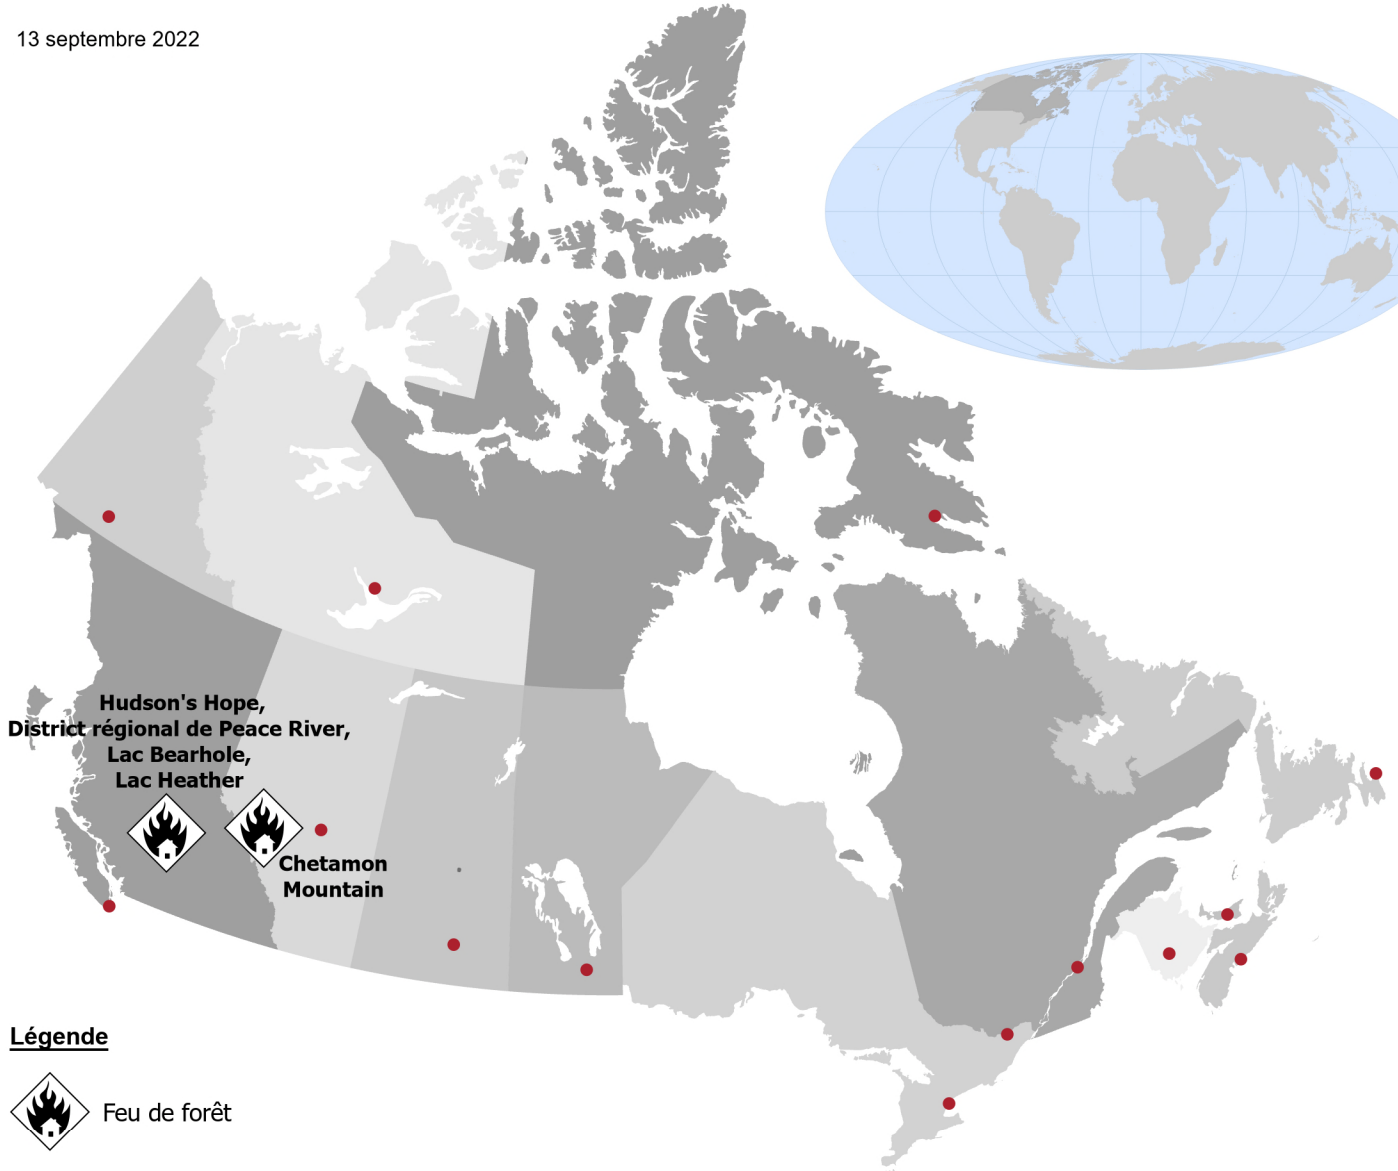 13 septembre 2022
Hudson's Hope,
District régional de Peace River,
Lac Bearhole,
Lac Heather
Chetamon
Mountain
Légende
Feu de forêt